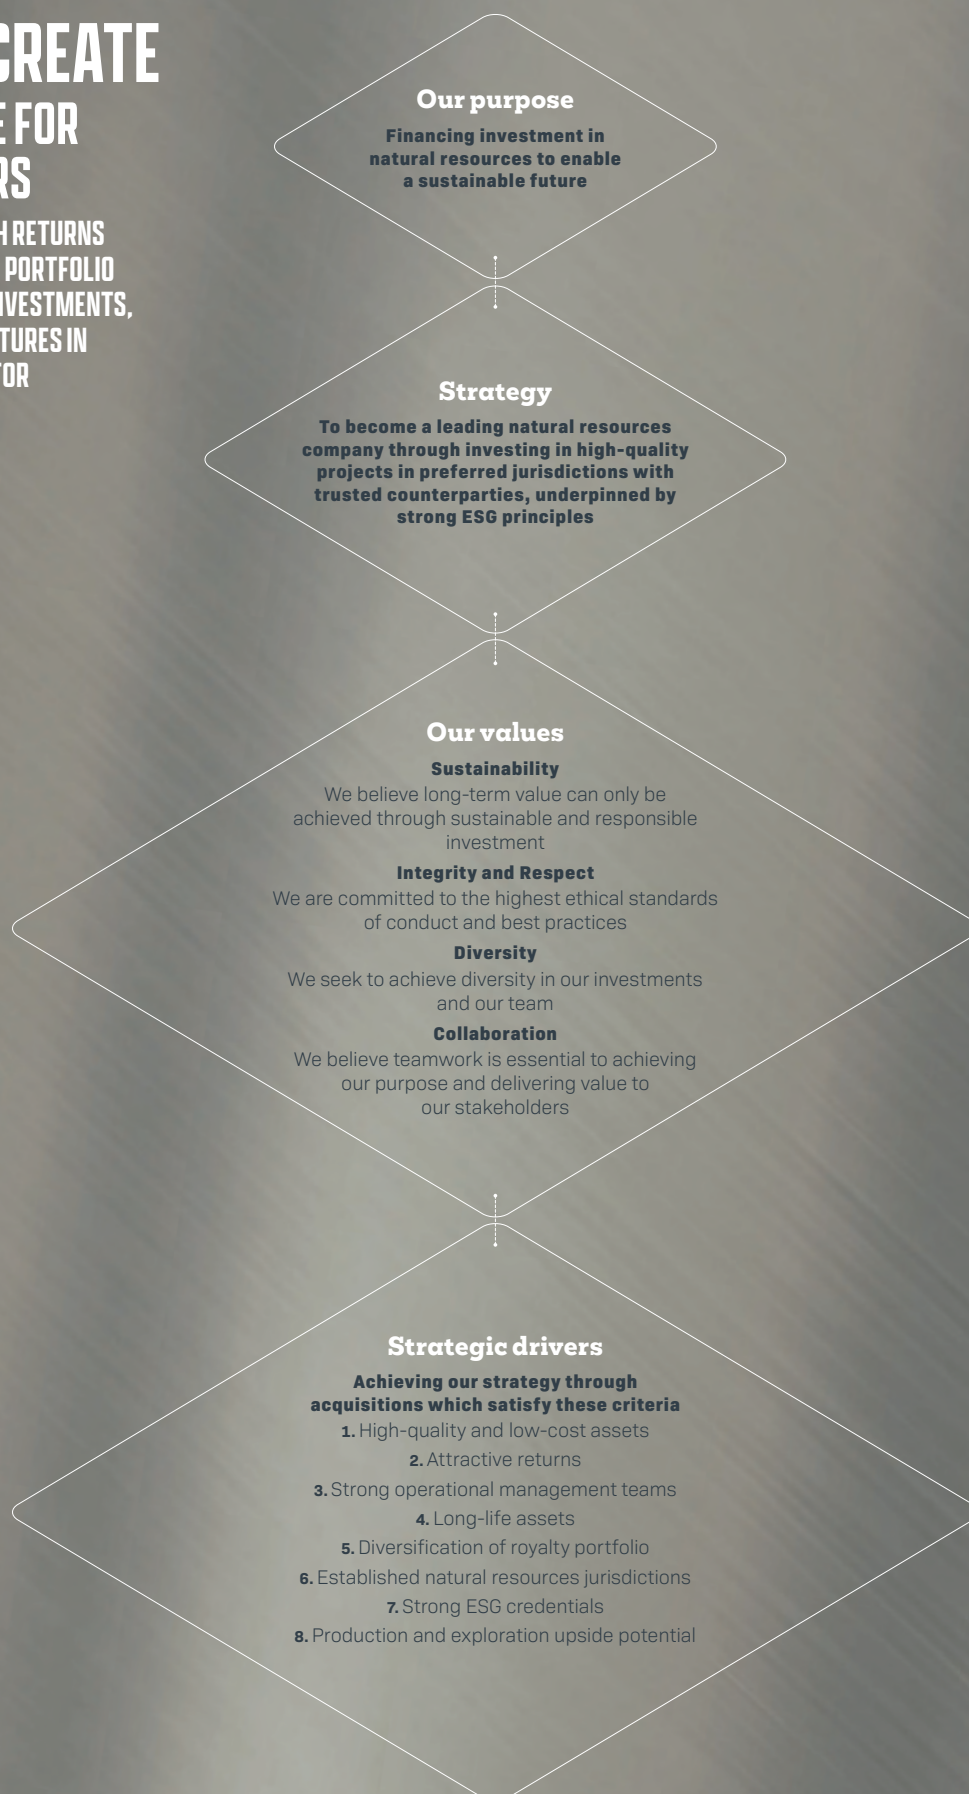 CREATE
FOR
RETURNS
PORTFOLIO
IN
Our purpose
Financing investment in
natural resources to enable
a sustainable future
Strategy
To become a leading natural resources
company through investing in high-quality
projects in preferred jurisdictions with
trusted counterparties, underpinned by
strong ESG principles
Our values
Sustainability
We believe long-term value can only be
achieved through sustainable and responsible
investment
Integrity and Respect
We are committed to the highest ethical standards
of conduct and best practices
Diversity
We seek to achieve diversity in our investments
and our team
Collaboration
We believe teamwork is essential to achieving
our purpose and delivering value to
our stakeholders
Strategic drivers
Achieving our strategy through
acquisitions which satisfy these criteria
1. High-quality and low-cost assets
2. Attractive returns
3. Strong operational management teams
4. Long-life assets
5. Diversification of royalty portfolio
6. Established natural resources jurisdictions
7. Strong ESG credentials
8. Production and exploration upside potential